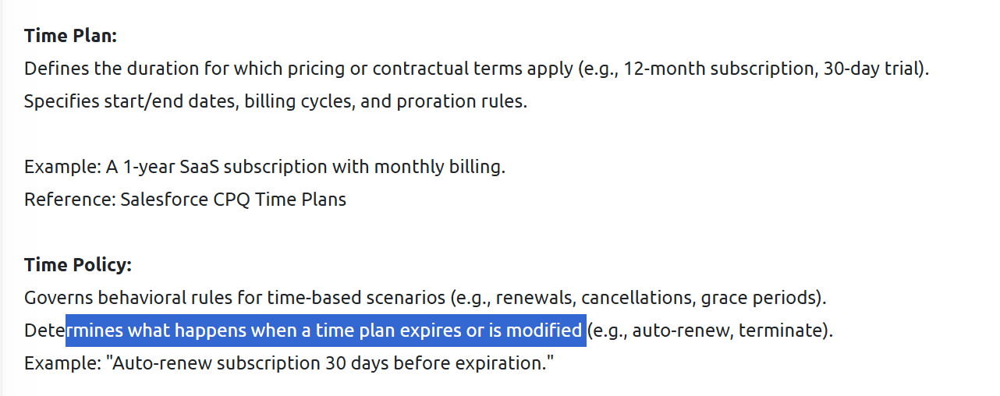 Time Plan:
Defines the duration for which pricing or contractual terms apply (e.g., 12-month subscription, 30-day trial).
Specifies start/end dates, billing cycles, and proration rules.
Example: A 1-year SaaS subscription with monthly billing.
Reference: Salesforce CPQ Time Plans
Time Policy:
Governs behavioral rules for time-based scenarios (e.g., renewals, cancellations, grace periods).
Determines what happens when a time plan expires or is modified (e.g., auto-renew, terminate).
Example: "Auto-renew subscription 30 days before expiration."